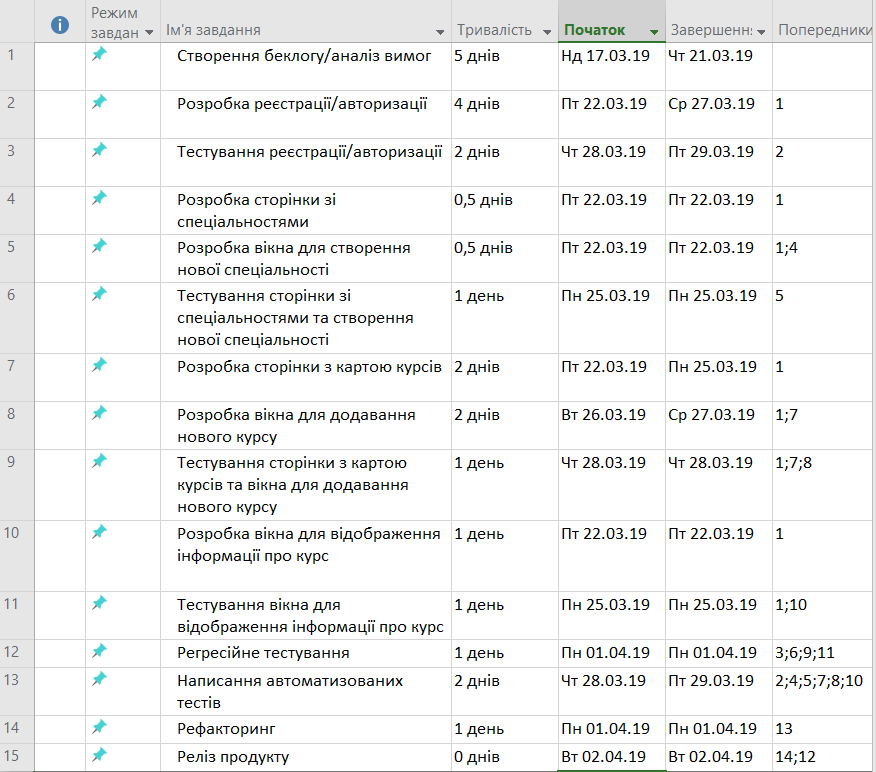 Режим завдан Ім'я завдання Тривалість Початок Завершенн: Попередники
1 Створення беклогу/аналіз вимог 5 днів Нд 17.03.19 Чт 21.03.19
2 Розробка реєстрації/авторизації 4 днів Пт 22.03.19 Ср 27.03.19 1
3 Тестування реєстрації/авторизації 2 днів Чт 28.03.19 Пт 29.03.19 2
4 Розробка сторінки зі 0,5 днів Пт 22.03.19 Пт 22.03.19 1
спеціальностями
5 Розробка вікна для створення 0,5 днів Пт 22.03.19 Пт 22.03.19 1;4
нової спеціальності
6 Тестування сторінки зі 1 день Пн 25.03.19 Пн 25.03.19 5
спеціальностями та створення
нової спеціальності
7 Розробка сторінки з картою курсів 2 днів Пт 22.03.19 Пн 25.03.19 1
8 Розробка вікна для додавання 2 днів Вт 26.03.19 Ср 27.03.19 1;7
нового курсу
9 Тестування сторінки з картою 1 день Чт 28.03.19 Чт 28.03.19 1;7;8
курсів та вікна для додавання
нового курсу
10 Розробка вікна для відображення 1 день Пт 22.03.19 Пт 22.03.19 1
інформації про курс
11 Тестування вікна для 1 день Пн 25.03.19 Пн 25.03.19 1;10
відображення інформації про курс
12 Регресійне тестування 1 день Пн 01.04.19 Пн 01.04.19 3;6;9;11
13 Написання автоматизованих 2 днів Чт 28.03.19 Пт 29.03.19 2;4;5;7;8;10
тестів
14 Рефакторинг 1 день Пн 01.04.19 Пн 01.04.19 13
15 Реліз продукту 0 днів Вт 02.04.19 Вт 02.04.19 14;12